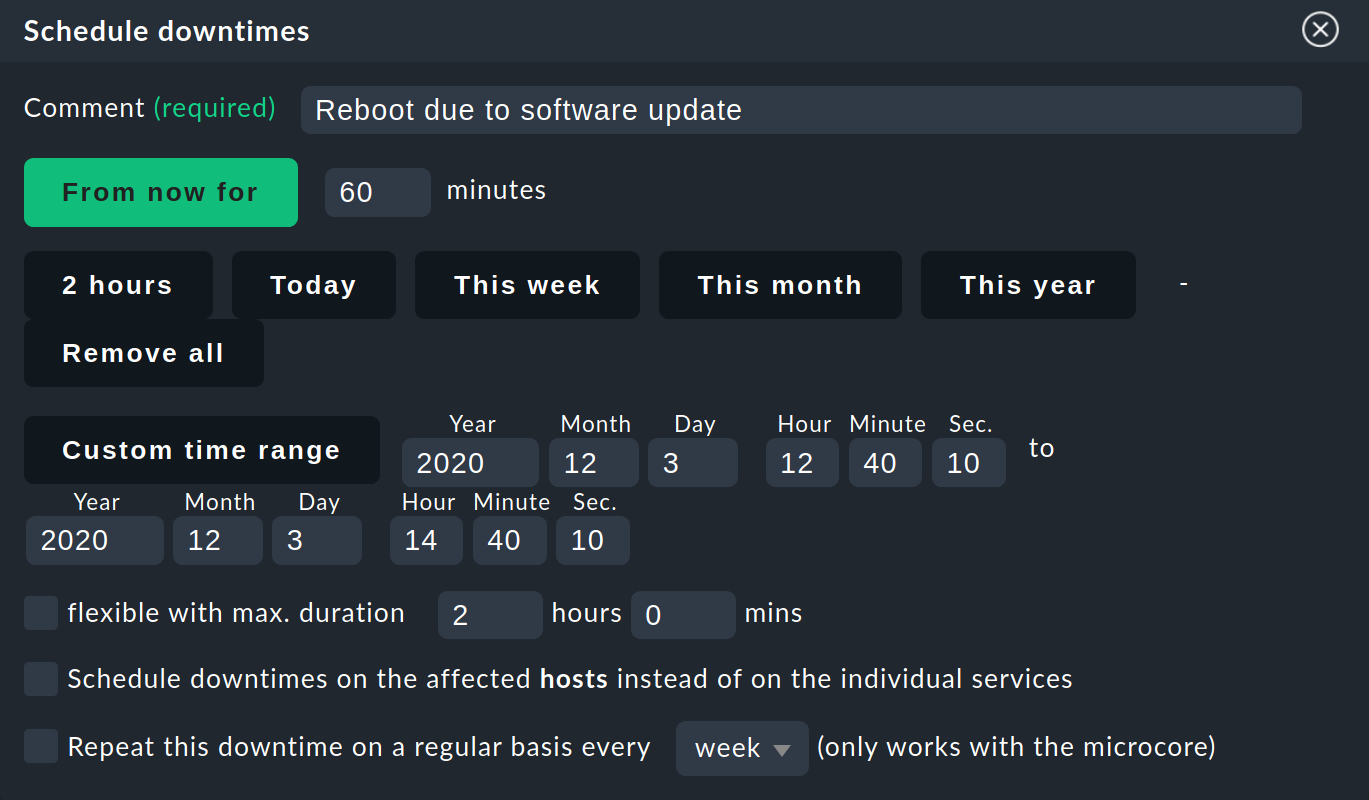 Schedule downtimes
Comment (required) Reboot due to software update
From now for 60 minutes
2 hours Today This week This month This year -
Remove all
Year Month Day Hour Minute Sec.
Custom time range 2020 12 3 12 40 10 to
Year Month Day Hour Minute Sec.
2020 12 3 14 40 10
flexible with max. duration 2 hours 0 mins
Schedule downtimes on the affected hosts instead of on the individual services
Repeat this downtime on a regular basis every week (only works with the microcore)